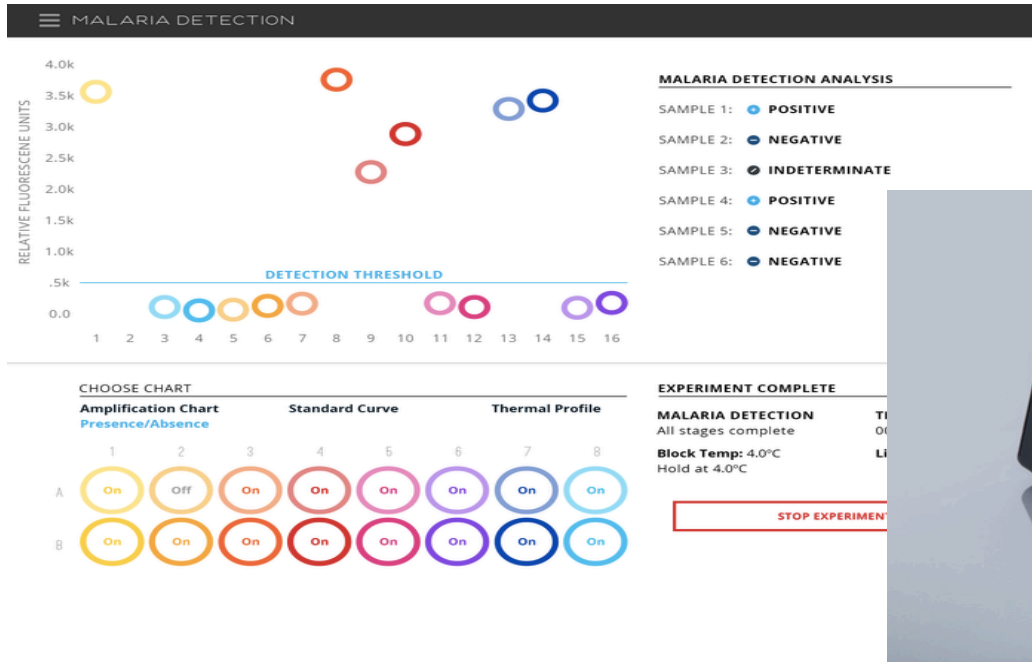 MALARIA DETECTION
4.0k
3.5k
3.0k
2.5k
2.0k
1.5k
1.0k
.5k
0.0
RELATIVE FLUORESCENE UNITS
DETECTION THRESHOLD
1 2 3 4 5 6 7 8 9 10 11 12 13 14 15 16
MALARIA DETECTION ANALYSIS
SAMPLE 1: POSITIVE
SAMPLE 2: NEGATIVE
SAMPLE 3: INDETERMINATE
SAMPLE 4: POSITIVE
SAMPLE 5: NEGATIVE
SAMPLE 6: NEGATIVE
CHOOSE CHART
Amplification Chart Standard Curve Thermal Profile
Presence/Absence
1 2 3 4 5 6 7 8
A On Off On On On On On On
B On On On On On On On On
EXPERIMENT COMPLETE
MALARIA DETECTION
All stages complete
Block Temp: 4.0ºC
Hold at 4.0ºC
STOP EXPERIMENT